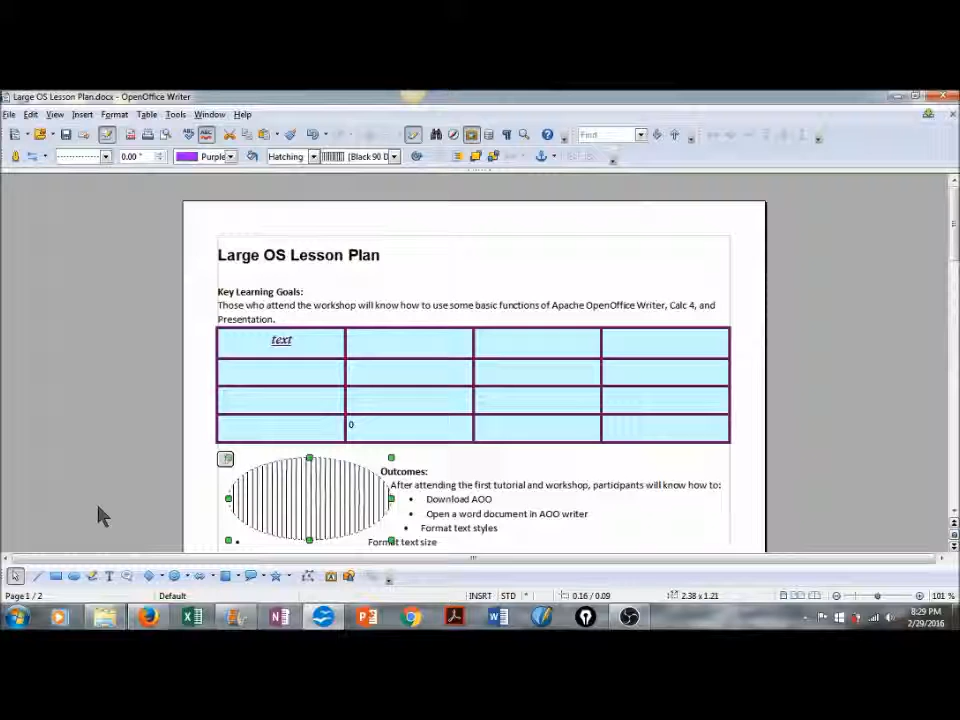 Large OS Lesson Plan.docx - OpenOffice Writer
File Edit View Insert Format Table Tools Window Help
Find
0.00 " Purple Hatching [Black 90 D
Large OS Lesson Plan
Key Learning Goals:
Those who attend the workshop will know how to use some basic functions of Apache OpenOffice Writer, Calc 4, and
Presentation.
text
0
Outcomes:
After attending the first tutorial and workshop, participants will know how to:
• Download AOO
• Open a word document in AOO writer
• Format text styles
• Format text size
Page 1 / 2 Default INSRT STD * 0.16 / 0.09 2.38 x 1.21 101 %
8:29 PM
2/29/2016